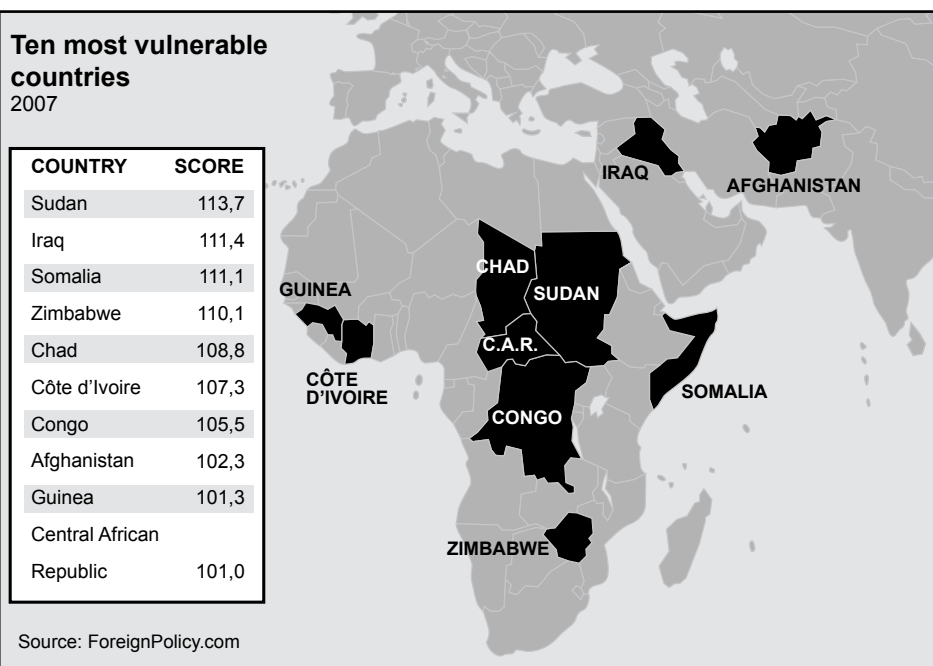 Ten most vulnerable
countries
2007
COUNTRY SCORE
Sudan 113,7
Iraq 111,4
Somalia 111,1
Zimbabwe 110,1
Chad 108,8
Côte d’Ivoire 107,3
Congo 105,5
Afghanistan 102,3
Guinea 101,3
Central African
Republic 101,0
Source: ForeignPolicy.com
IRAQ
AFGHANISTAN
CHAD
SUDAN
GUINEA
C.A.R.
CÔTE
D’IVOIRE
SOMALIA
CONGO
ZIMBABWE